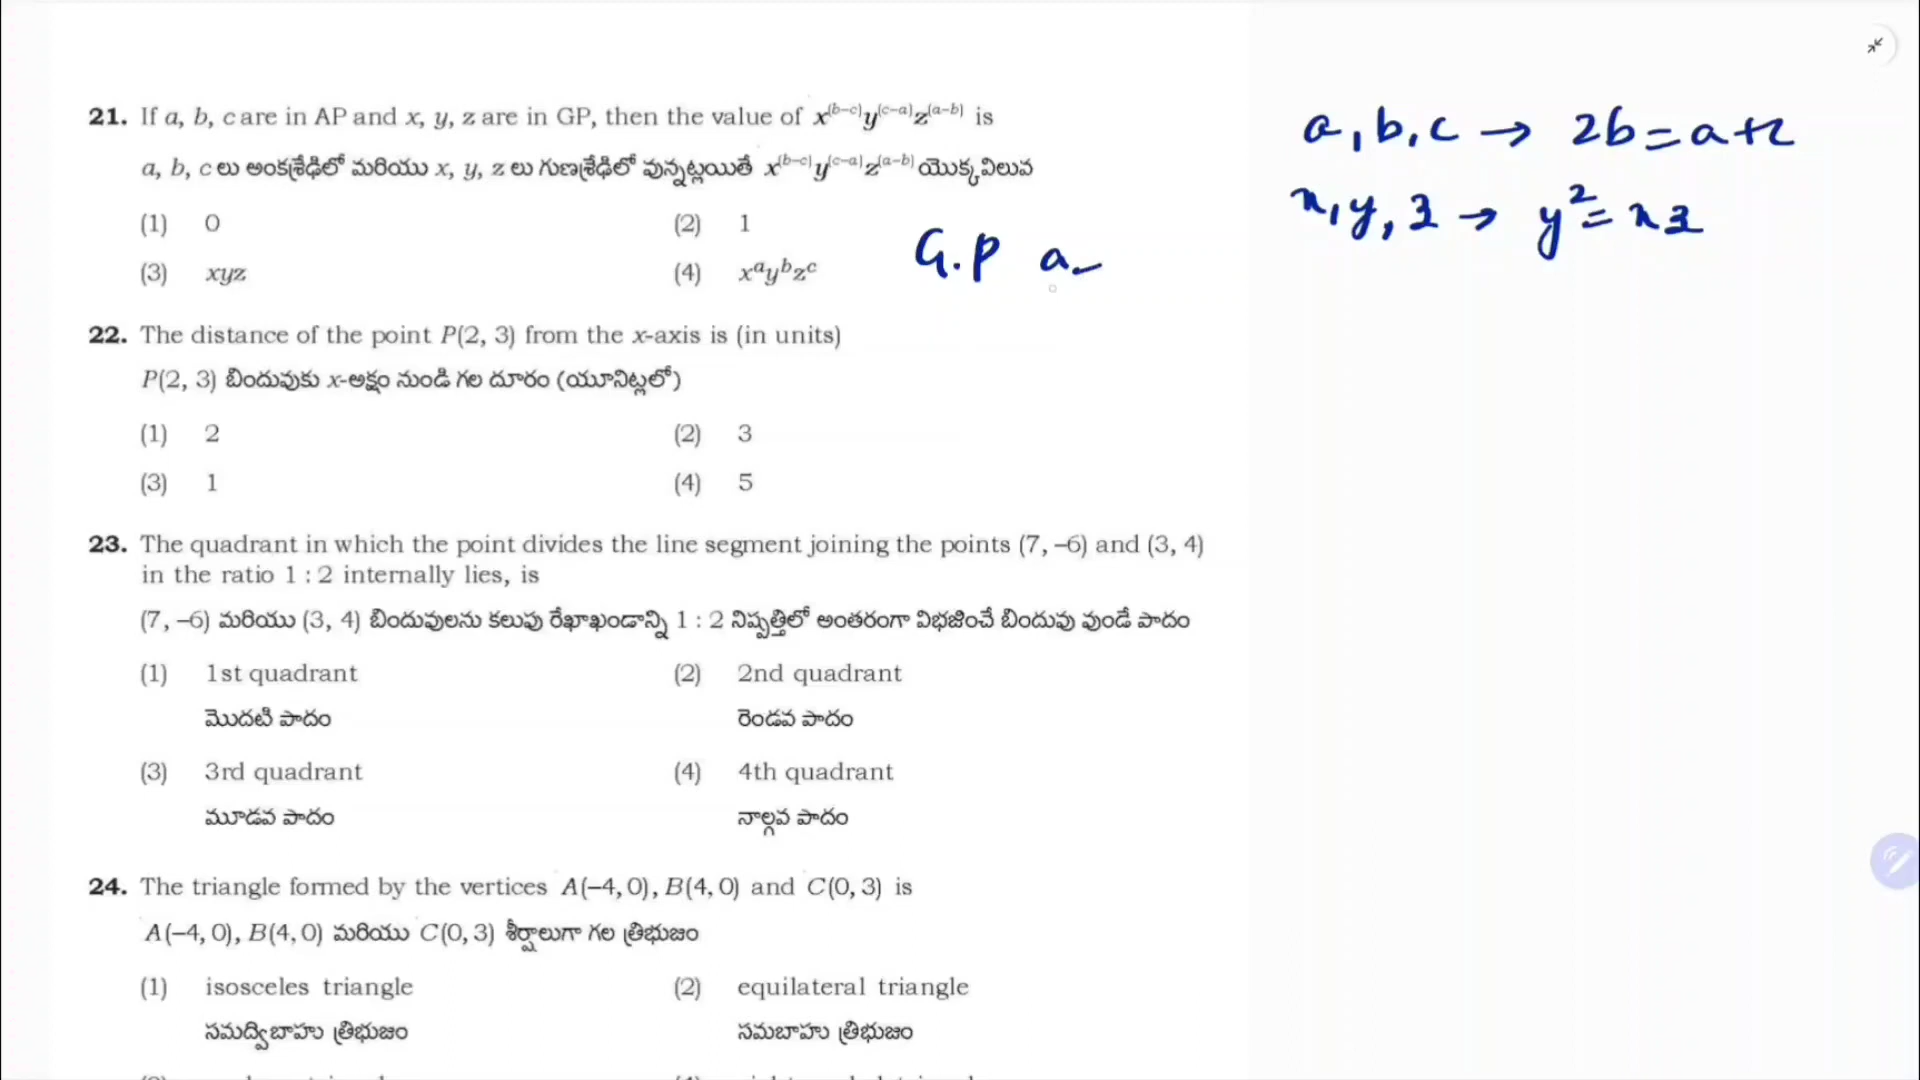 21. If a, b, c are in AP and x, y, z are in GP, then the value of x^(b–c)y^(c–a)z^(a–b) is
a, b, c లు అంకశ్రేఢిలో మరియు x, y, z లు గుణశ్రేఢిలో వున్నట్లయితే x^(b–c)y^(c–a)z^(a–b) యొక్క విలువ
(1) 0 (2) 1
(3) xyz (4) x^a y^b z^c
G.P a
a, b, c → 2b = a+c
x, y, z → y² = xz
22. The distance of the point P(2, 3) from the x-axis is (in units)
P(2, 3) బిందువుకు x-అక్షం నుండి గల దూరం (యూనిట్లలో)
(1) 2 (2) 3
(3) 1 (4) 5
23. The quadrant in which the point divides the line segment joining the points (7, –6) and (3, 4)
in the ratio 1 : 2 internally lies, is
(7, –6) మరియు (3, 4) బిందువులను కలుపు రేఖాఖండాన్ని 1 : 2 నిష్పత్తిలో అంతరంగా విభజించే బిందువు వుండే పాదం
(1) 1st quadrant (2) 2nd quadrant
మొదటి పాదం రెండవ పాదం
(3) 3rd quadrant (4) 4th quadrant
మూడవ పాదం నాల్గవ పాదం
24. The triangle formed by the vertices A(–4, 0), B(4, 0) and C(0, 3) is
A(–4, 0), B(4, 0) మరియు C(0, 3) శీర్షాలుగా గల త్రిభుజం
(1) isosceles triangle (2) equilateral triangle
సమద్విబాహు త్రిభుజం సమబాహు త్రిభుజం